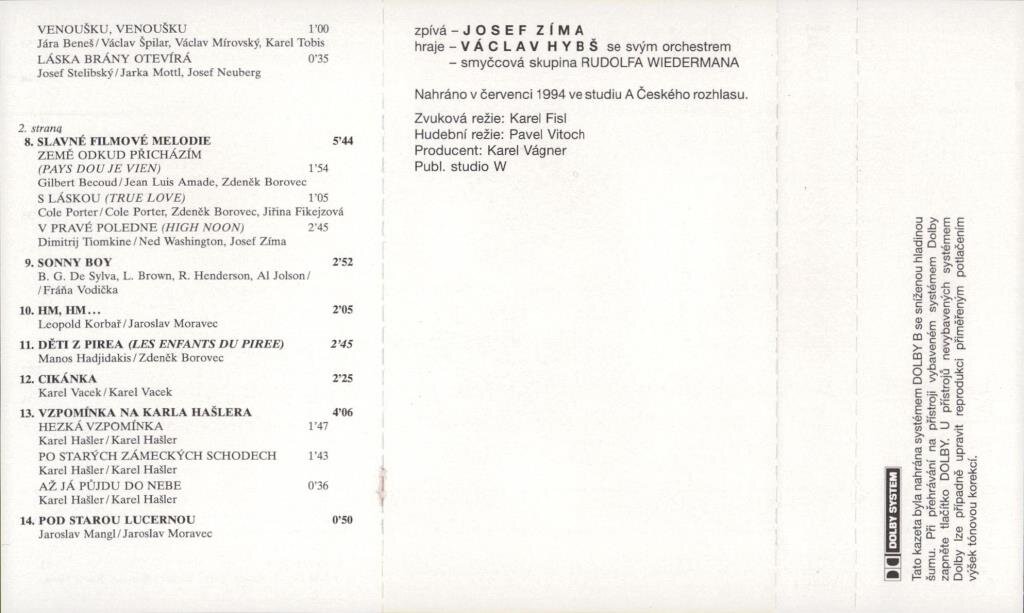 VENOUŠKU, VENOUŠKU 1'00
Jára Beneš/Václav Špilar, Václav Mírovský, Karel Tobis
LÁSKA BRÁNY OTEVÍRÁ 0'35
Josef Stelibský/Jarka Mottl, Josef Neuberg
2. strana
8. SLAVNÉ FILMOVÉ MELODIE 5'44
ZEMĚ ODKUD PŘICHÁZÍM
(PAYS DOU JE VIEN) 1'54
Gilbert Becoud/Jean Luis Amade, Zdeněk Borovec
S LÁSKOU (TRUE LOVE) 1'05
Cole Porter/Cole Porter, Zdeněk Borovec, Jiřina Fikejzová
V PRAVÉ POLEDNE (HIGH NOON) 2'45
Dimitrij Tiomkine/Ned Washington, Josef Zíma
9. SONNY BOY 2'52
B. G. De Sylva, L. Brown, R. Henderson, Al Jolson/
/Fráňa Vodička
10. HM, HM... 2'05
Leopold Korbař/Jaroslav Moravec
11. DĚTI Z PIREA (LES ENFANTS DU PIREE) 2'45
Manos Hadjidakis/Zdeněk Borovec
12. CIKÁNKA 2'25
Karel Vacek/Karel Vacek
13. VZPOMÍNKA NA KARLA HAŠLERA 4'06
HEZKÁ VZPOMÍNKA 1'47
Karel Hašler/Karel Hašler
PO STARÝCH ZÁMECKÝCH SCHODECH 1'43
Karel Hašler/Karel Hašler
AŽ JÁ PŮJDU DO NEBE 0'36
Karel Hašler/Karel Hašler
14. POD STAROU LUCERNOU 0'50
Jaroslav Mangl/Jaroslav Moravec
zpívá – JOSEF ZÍMA
hraje – VÁCLAV HYBŠ se svým orchestrem
– smyčcová skupina RUDOLFA WIEDERMANA
Nahráno v červenci 1994 ve studiu A Českého rozhlasu.
Zvuková režie: Karel Fisl
Hudební režie: Pavel Vitoch
Producent: Karel Vágner
Publ. studio W
DOLBY SYSTEM
Tato kazeta byla nahrána systémem DOLBY B se sníženou hladinou
šumu. Při přehrávání na přístroji vybaveném systémem Dolby
zapněte tlačítko DOLBY. U přístrojů nevybavených systémem
Dolby lze případně upravit reprodukci přiměřeným potlačením
výšek tónovou korekcí.